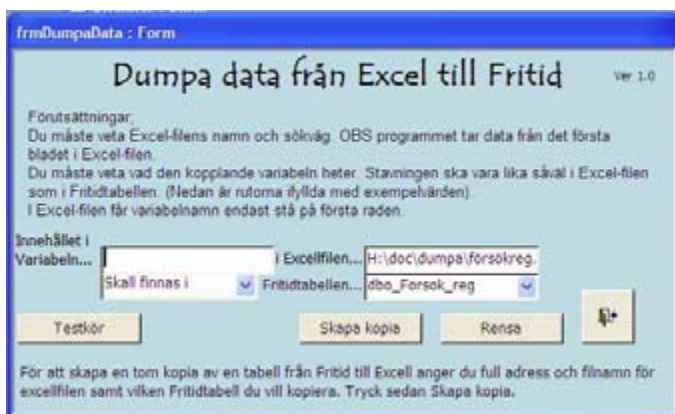 frmDumpaData : Form
Dumpa data från Excel till Fritid
Ver 1.0
Förutsättningar;
Du måste veta Excel-filens namn och sökväg. OBS programmet tar data från det första
bladet i Excel-filen.
Du måste veta vad den kopplande variabeln heter. Stavningen ska vara lika såväl i Excel-filen
som i Fritidtabellen. (Nedan är rutorna ifyllda med exempelvärden).
I Excel-filen får variabelnamn endast stå på första raden.
Innehållet i
Variabeln... i Excellfilen... H:\doc\dumpa\försökreg.
Skall finnas i Fritidtabellen... dbo_Forsok_reg
Testkör Skapa kopia Rensa
För att skapa en tom kopia av en tabell från Fritid till Excell anger du full adress och filnamn för
excellfilen samt vilken Fritidtabell du vill kopiera. Tryck sedan Skapa kopia.